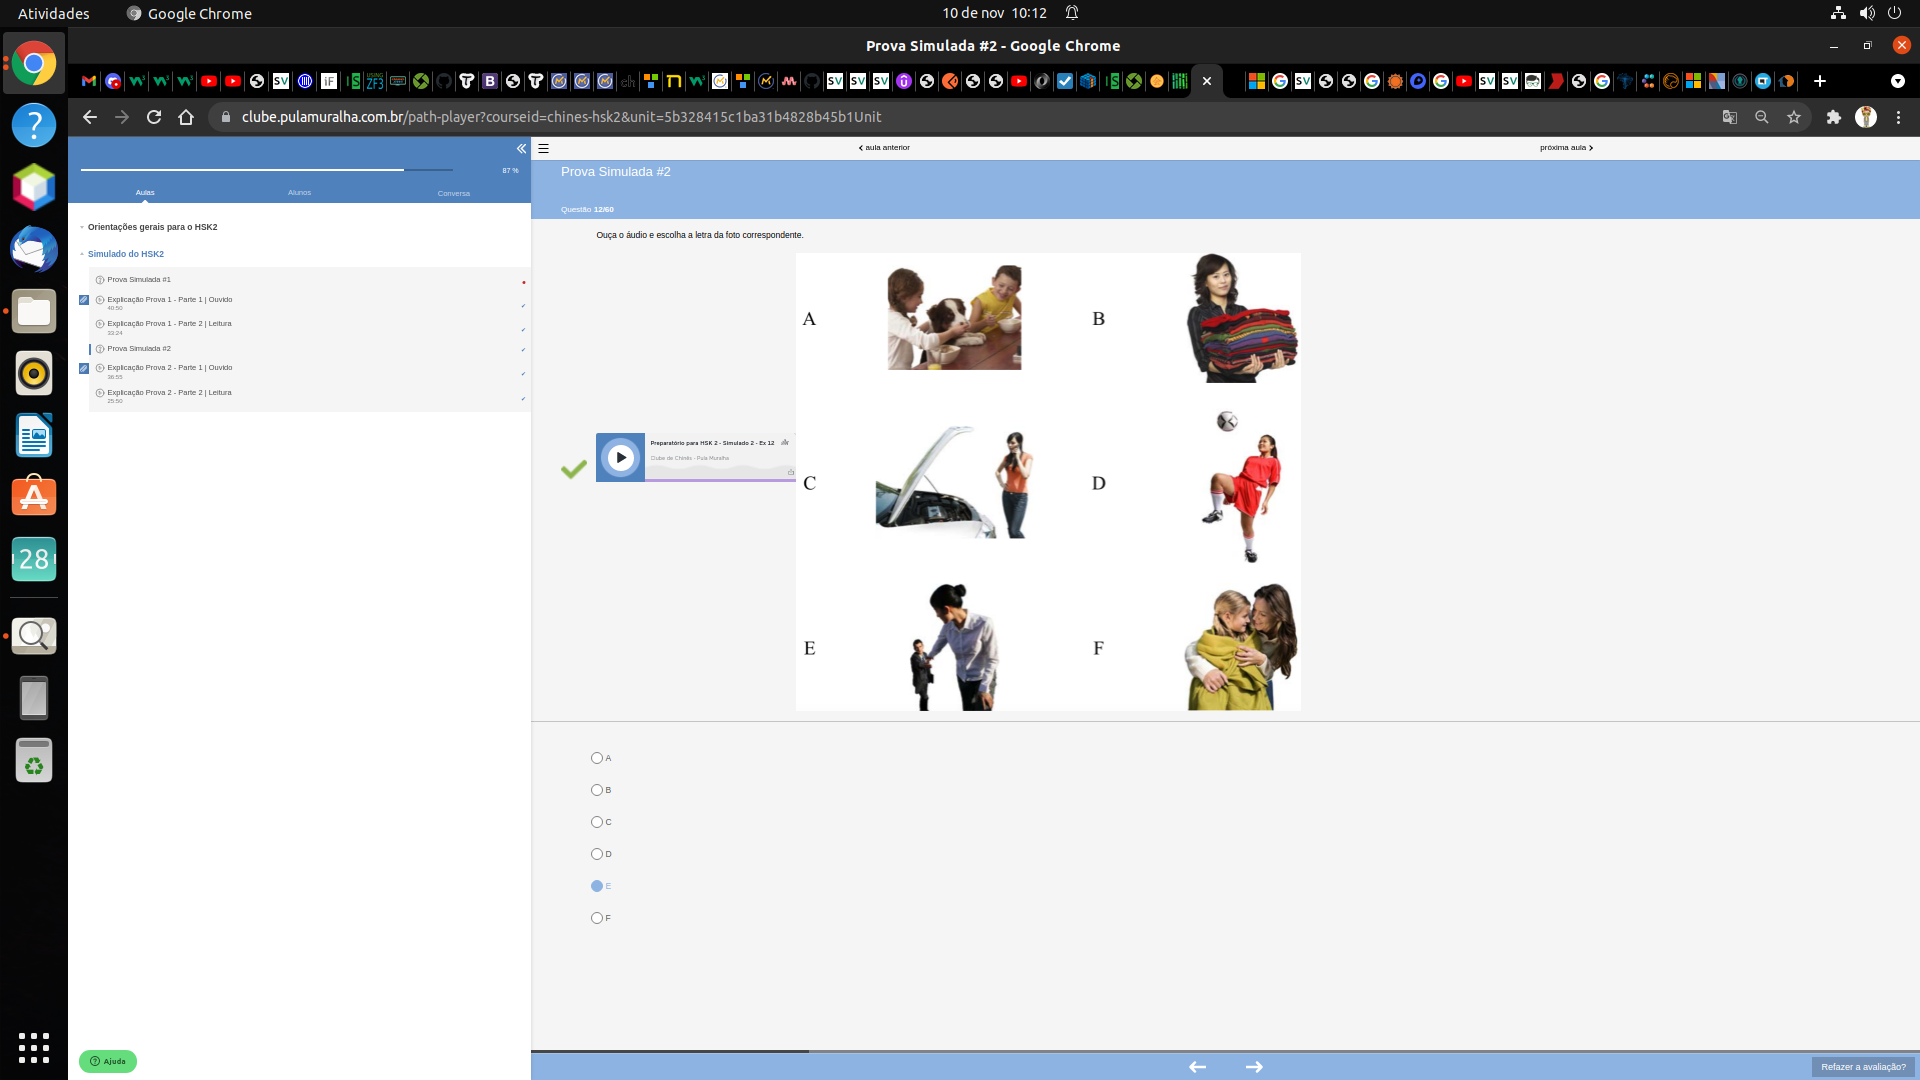 Atividades
Google Chrome
10 de nov 10:12
Prova Simulada #2 - Google Chrome
clube.pulamuralha.com.br/path-player?courseid=chines-hsk2&unit=5b328415c1ba31b4828b45b1Unit
87 %
Aulas
Alunos
Conversa
Orientações gerais para o HSK2
Simulado do HSK2
Prova Simulada #1
Explicação Prova 1 - Parte 1 | Ouvido
40:50
Explicação Prova 1 - Parte 2 | Leitura
33:24
Prova Simulada #2
Explicação Prova 2 - Parte 1 | Ouvido
36:55
Explicação Prova 2 - Parte 2 | Leitura
25:50
28
Ajuda
aula anterior
próxima aula
Prova Simulada #2
Questão 12/60
Ouça o áudio e escolha a letra da foto correspondente.
Preparatório para HSK 2 - Simulado 2 - Ex 12
Clube de Chinês - Pula Muralha
A
B
C
D
E
F
A
B
C
D
E
F
Refazer a avaliação?